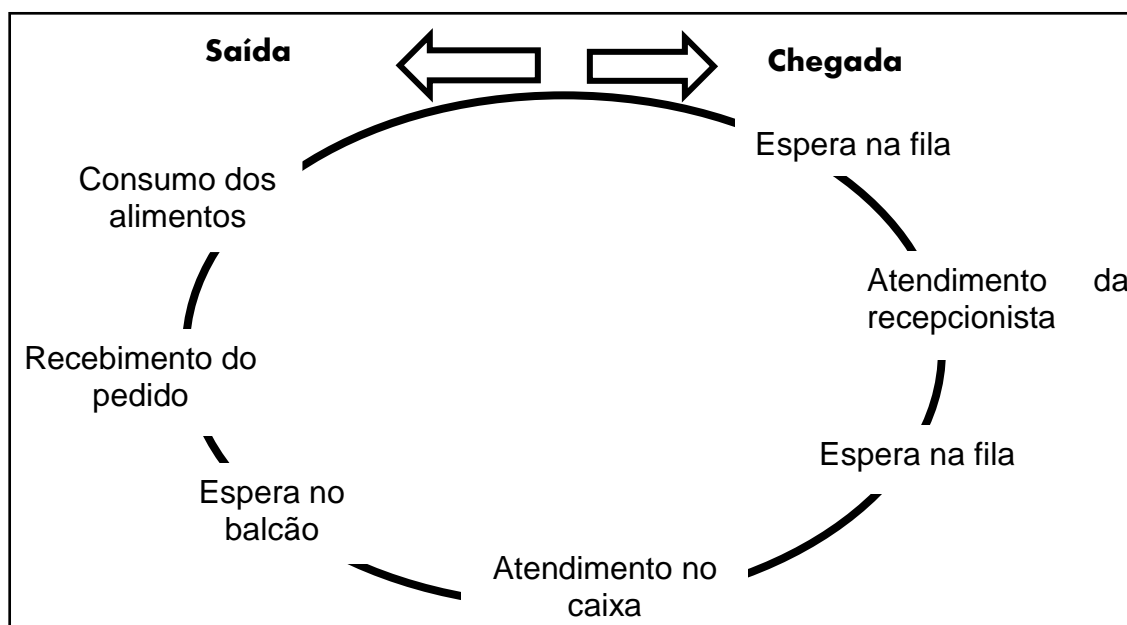 Saída
Chegada
Espera na fila
Atendimento da
recepcionista
Espera na fila
Atendimento no
caixa
Espera no
balcão
Recebimento do
pedido
Consumo dos
alimentos